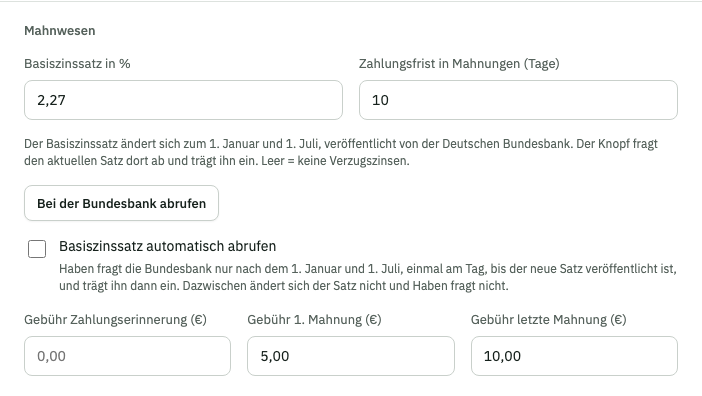 Mahnwesen
Basiszinssatz in %
Zahlungsfrist in Mahnungen (Tage)
2,27
10
Der Basiszinssatz ändert sich zum 1. Januar und 1. Juli, veröffentlicht von der Deutschen Bundesbank. Der Knopf fragt
den aktuellen Satz dort ab und trägt ihn ein. Leer = keine Verzugszinsen.
Bei der Bundesbank abrufen
Basiszinssatz automatisch abrufen
Haben fragt die Bundesbank nur nach dem 1. Januar und 1. Juli, einmal am Tag, bis der neue Satz veröffentlicht ist,
und trägt ihn dann ein. Dazwischen ändert sich der Satz nicht und Haben fragt nicht.
Gebühr Zahlungserinnerung (€)
Gebühr 1. Mahnung (€)
Gebühr letzte Mahnung (€)
0,00
5,00
10,00